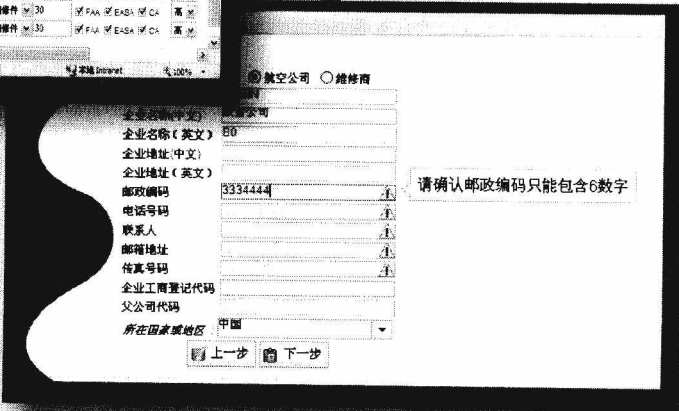 修件 30 FAA EASA CA 高
修件 30 FAA EASA CA 高
本地 Intranet 100%
航空公司 维修商
企业名称(中文) 公司
企业名称(英文) B0
企业地址(中文)
企业地址(英文)
邮政编码 3334444 请确认邮政编码只能包含6数字
电话号码
联系人
邮箱地址
传真号码
企业工商登记代码
父公司代码
所在国家或地区 中国
上一步 下一步